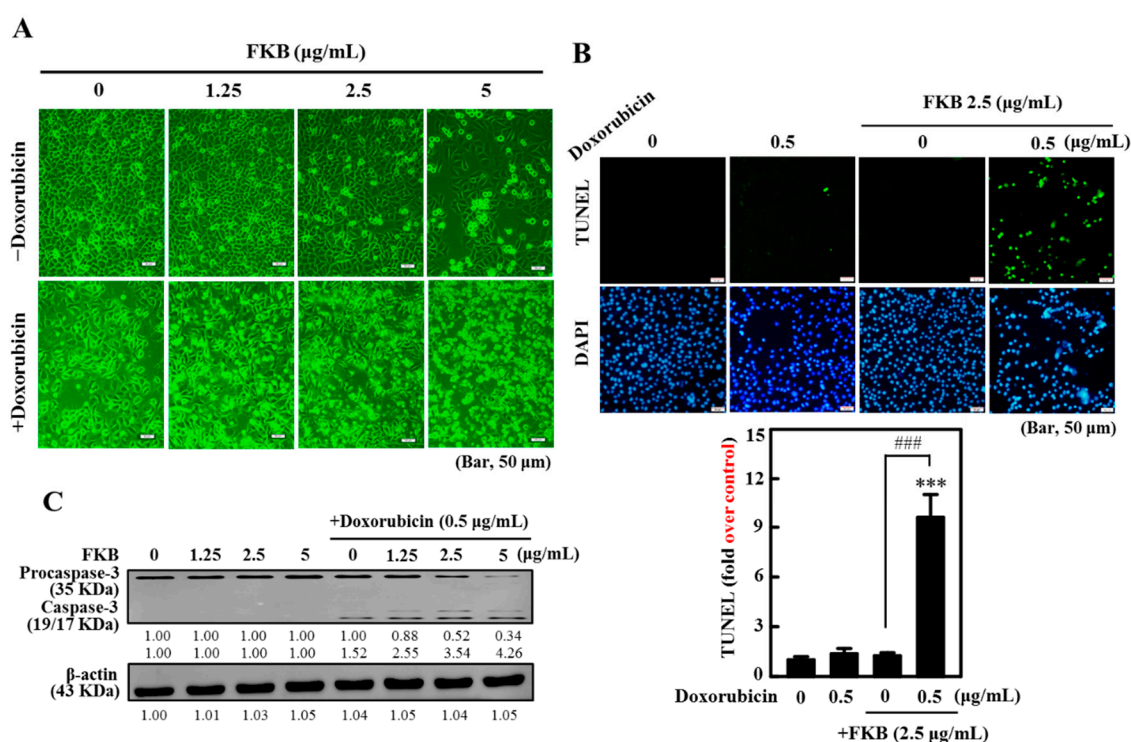 A
FKB (μg/mL)
0 1.25 2.5 5
−Doxorubicin
+Doxorubicin
(Bar, 50 μm)
B
FKB 2.5 (μg/mL)
Doxorubicin 0 0.5 0 0.5 (μg/mL)
TUNEL
DAPI
(Bar, 50 μm)
TUNEL (fold over control)
15
12
9
6
3
0
###
***
Doxorubicin 0 0.5 0 0.5 (μg/mL)
+FKB (2.5 μg/mL)
C
+Doxorubicin (0.5 μg/mL)
FKB 0 1.25 2.5 5 0 1.25 2.5 5 (μg/mL)
Procaspase-3
(35 KDa)
Caspase-3
(19/17 KDa)
1.00 1.00 1.00 1.00 1.00 0.88 0.52 0.34
1.00 1.00 1.00 1.00 1.52 2.55 3.54 4.26
β-actin
(43 KDa)
1.00 1.01 1.03 1.05 1.04 1.05 1.04 1.05